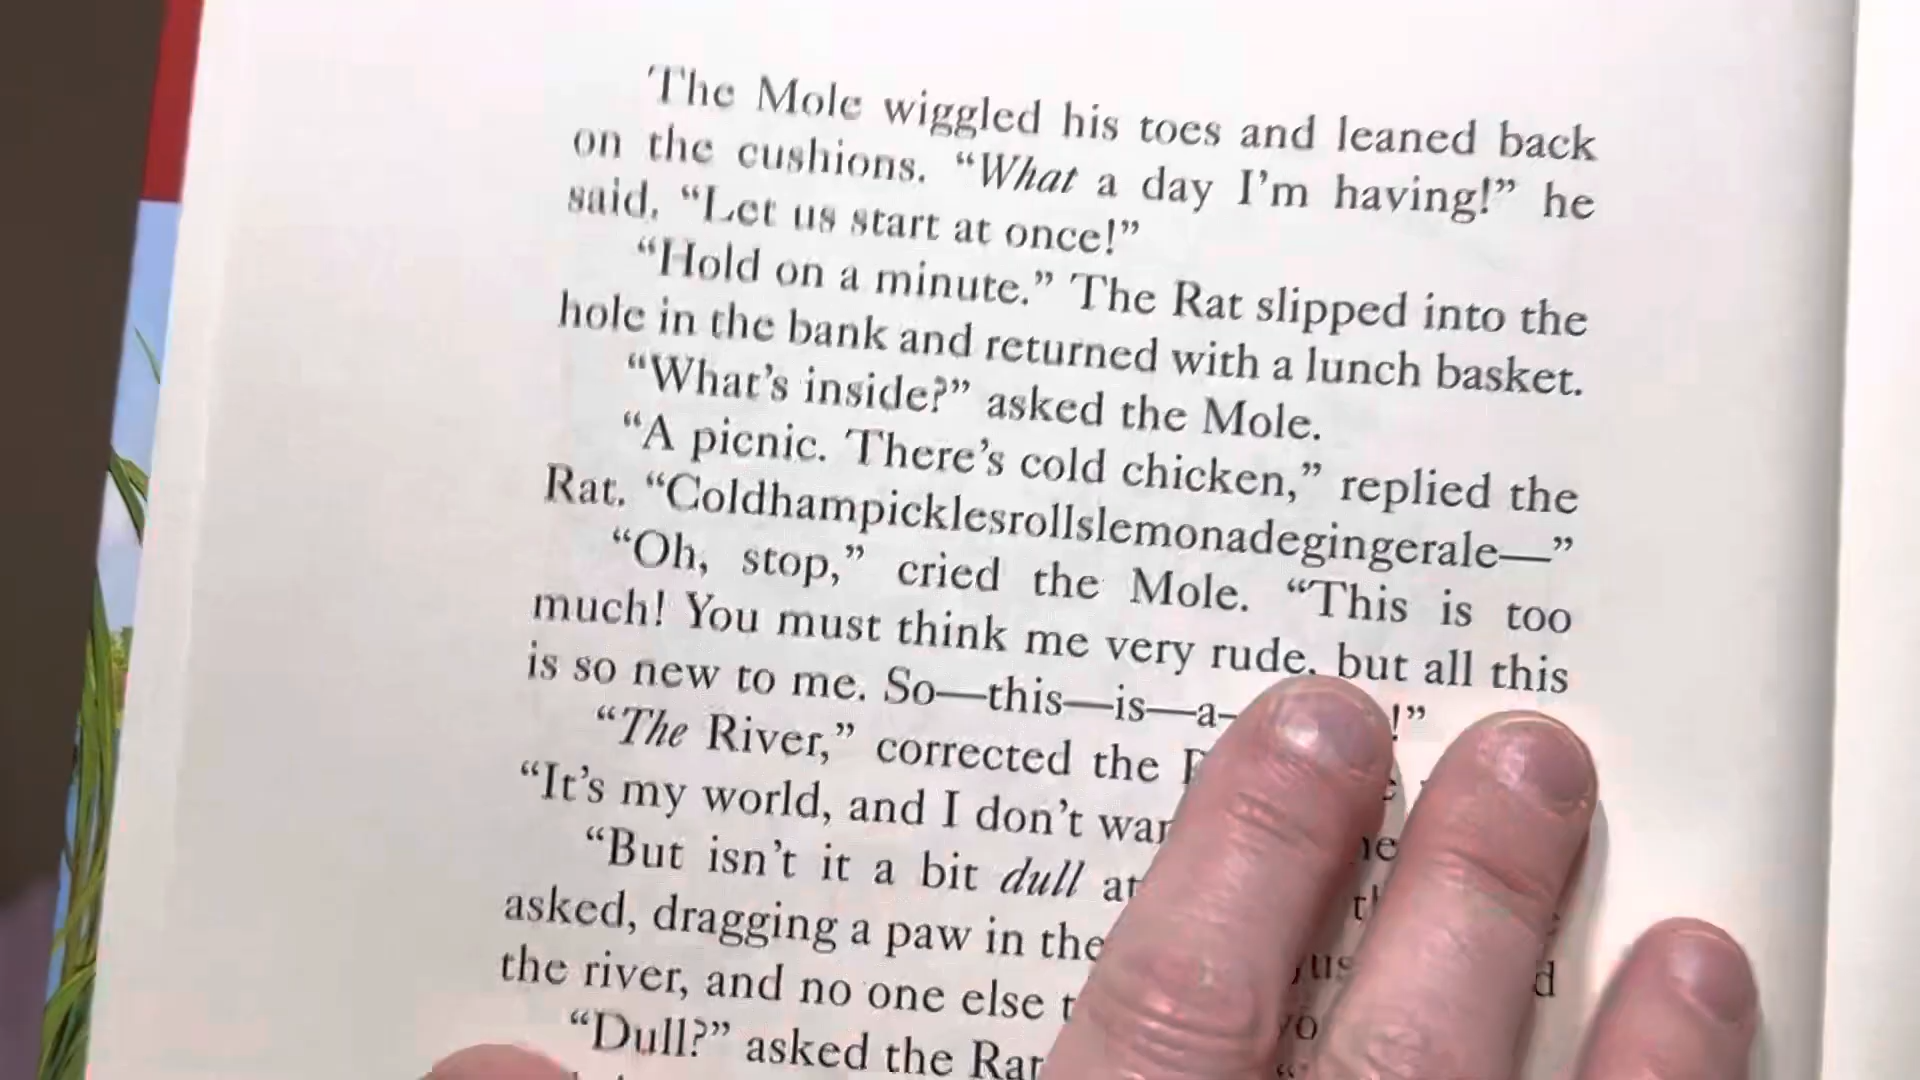 The Mole wiggled his toes and leaned back
on the cushions. “What a day I’m having!” he
said, “Let us start at once!”
“Hold on a minute.” The Rat slipped into the
hole in the bank and returned with a lunch basket.
“What’s inside?” asked the Mole.
“A picnic. There’s cold chicken,” replied the
Rat. “Coldhampicklesrollslemonadegingerale—”
“Oh, stop,” cried the Mole. “This is too
much! You must think me very rude, but all this
is so new to me. So—this—is—a— !”
“The River,” corrected the
“It’s my world, and I don’t
“But isn’t it a bit dull at
asked, dragging a paw in the
the river, and no one else
“Dull?” asked the Rat